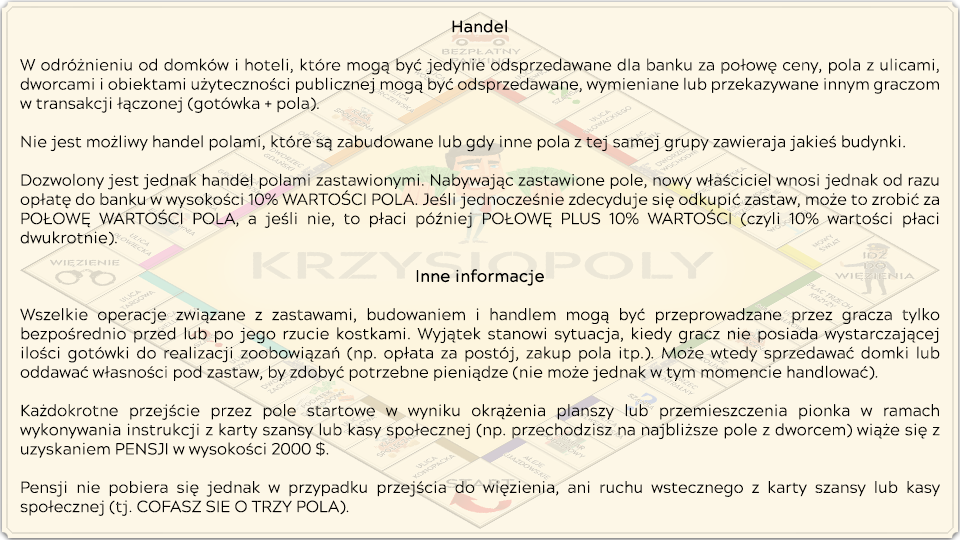 Handel
W odróżnieniu od domków i hoteli, które mogą być jedynie odsprzedawane dla banku za połowę ceny, pola z ulicami,
dworcami i obiektami użyteczności publicznej mogą być odsprzedawane, wymieniane lub przekazywane innym graczom
w transakcji łączonej (gotówka + pola).
Nie jest możliwy handel polami, które są zabudowane lub gdy inne pola z tej samej grupy zawieraja jakieś budynki.
Dozwolony jest jednak handel polami zastawionymi. Nabywając zastawione pole, nowy właściciel wnosi jednak od razu
opłatę do banku w wysokości 10% WARTOŚCI POLA. Jeśli jednocześnie zdecyduje się odkupić zastaw, może to zrobić za
POŁOWĘ WARTOŚCI POLA, a jeśli nie, to płaci później POŁOWĘ PLUS 10% WARTOŚCI (czyli 10% wartości płaci
dwukrotnie).
WIĘZIENIE
KRZYSIOPOLY
IDŹ
DO
WIĘZIENIA
Inne informacje
Wszelkie operacje związane z zastawami, budowaniem i handlem mogą być przeprowadzane przez gracza tylko
bezpośrednio przed lub po jego rzucie kostkami. Wyjątek stanowi sytuacja, kiedy gracz nie posiada wystarczającej
ilości gotówki do realizacji zoobowiązań (np. opłata za postój, zakup pola itp.). Może wtedy sprzedawać domki lub
oddawać własności pod zastaw, by zdobyć potrzebne pieniądze (nie może jednak w tym momencie handlować).
Każdokrotne przejście przez pole startowe w wyniku okrążenia planszy lub przemieszczenia pionka w ramach
wykonywania instrukcji z karty szansy lub kasy społecznej (np. przechodzisz na najbliższe pole z dworcem) wiąże się z
uzyskaniem PENSJI w wysokości 2000 $.
START
Pensji nie pobiera się jednak w przypadku przejścia do więzienia, ani ruchu wstecznego z karty szansy lub kasy
społecznej (tj. COFASZ SIE O TRZY POLA).